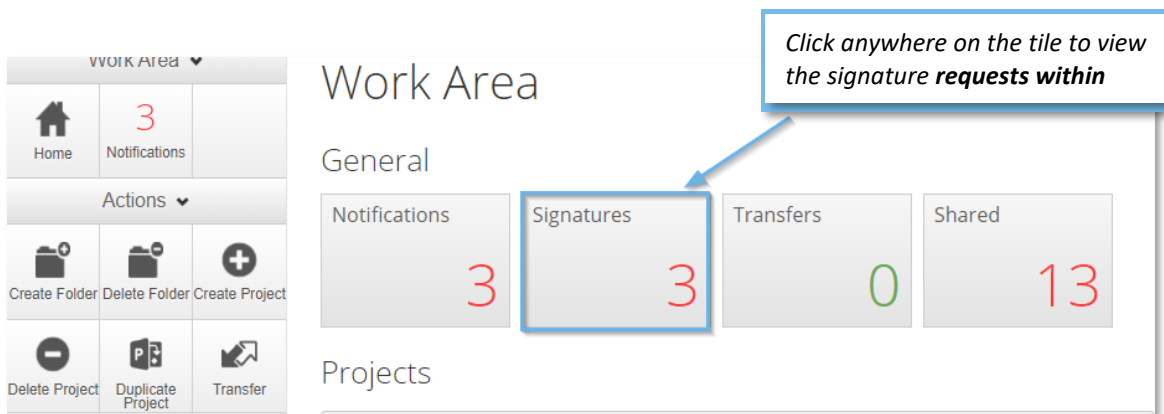 Click anywhere on the tile to view
the signature requests within
Work Area
Home
3
Notifications
Actions
Create Folder
Delete Folder
Create Project
Delete Project
Duplicate
Project
Transfer
Work Area
General
Notifications
3
Signatures
3
Transfers
0
Shared
13
Projects